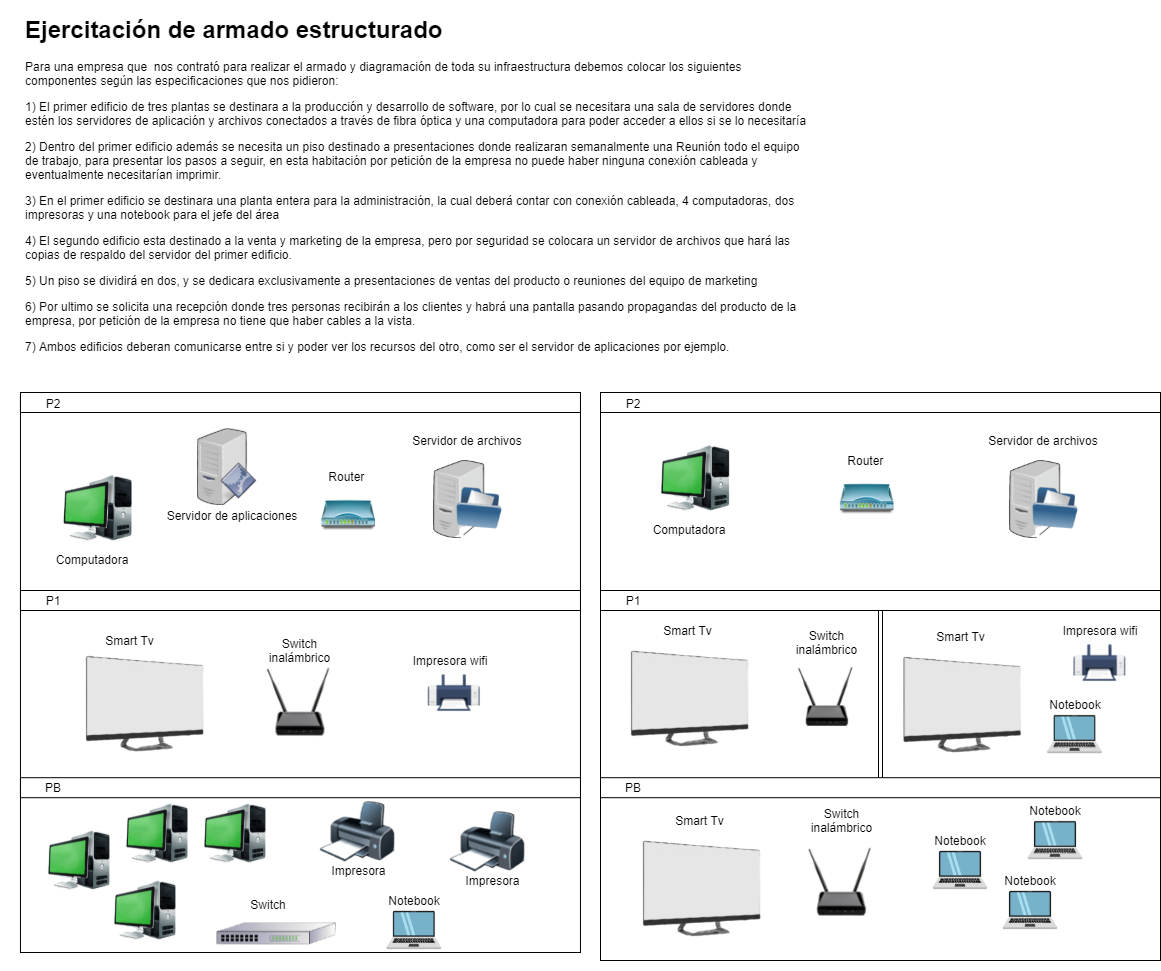 Ejercitación de armado estructurado
Para una empresa que  nos contrató para realizar el armado y diagramación de toda su infraestructura debemos colocar los siguientes
componentes según las especificaciones que nos pidieron:
1) El primer edificio de tres plantas se destinara a la producción y desarrollo de software, por lo cual se necesitara una sala de servidores donde
estén los servidores de aplicación y archivos conectados a través de fibra óptica y una computadora para poder acceder a ellos si se lo necesitaría
2) Dentro del primer edificio además se necesita un piso destinado a presentaciones donde realizaran semanalmente una Reunión todo el equipo
de trabajo, para presentar los pasos a seguir, en esta habitación por petición de la empresa no puede haber ninguna conexión cableada y
eventualmente necesitarían imprimir.
3) En el primer edificio se destinara una planta entera para la administración, la cual deberá contar con conexión cableada, 4 computadoras, dos
impresoras y una notebook para el jefe del área
4) El segundo edificio esta destinado a la venta y marketing de la empresa, pero por seguridad se colocara un servidor de archivos que hará las
copias de respaldo del servidor del primer edificio.
5) Un piso se dividirá en dos, y se dedicara exclusivamente a presentaciones de ventas del producto o reuniones del equipo de marketing
6) Por ultimo se solicita una recepción donde tres personas recibirán a los clientes y habrá una pantalla pasando propagandas del producto de la
empresa, por petición de la empresa no tiene que haber cables a la vista.
7) Ambos edificios deberan comunicarse entre si y poder ver los recursos del otro, como ser el servidor de aplicaciones por ejemplo.
P2
Servidor de archivos
Router
Servidor de aplicaciones
Computadora
P1
Smart Tv
Switch
inalámbrico
Impresora wifi
PB
Impresora
Impresora
Switch
Notebook
P2
Servidor de archivos
Router
Computadora
P1
Smart Tv
Switch
inalámbrico
Smart Tv
Impresora wifi
Notebook
PB
Smart Tv
Switch
inalámbrico
Notebook
Notebook
Notebook